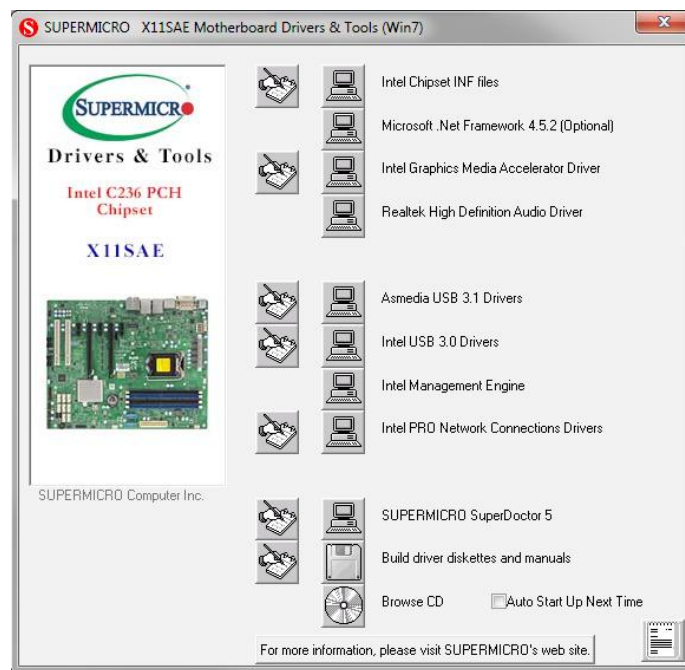 SUPERMICRO X11SAE Motherboard Drivers & Tools (Win7)
SUPERMICRO
Drivers & Tools
Intel C236 PCH
Chipset
X11SAE
SUPERMICRO Computer Inc.
Intel Chipset INF files
Microsoft .Net Framework 4.5.2 (Optional)
Intel Graphics Media Accelerator Driver
Realtek High Definition Audio Driver
Asmedia USB 3.1 Drivers
Intel USB 3.0 Drivers
Intel Management Engine
Intel PRO Network Connections Drivers
SUPERMICRO SuperDoctor 5
Build driver diskettes and manuals
Browse CD
Auto Start Up Next Time
For more information, please visit SUPERMICRO's web site.